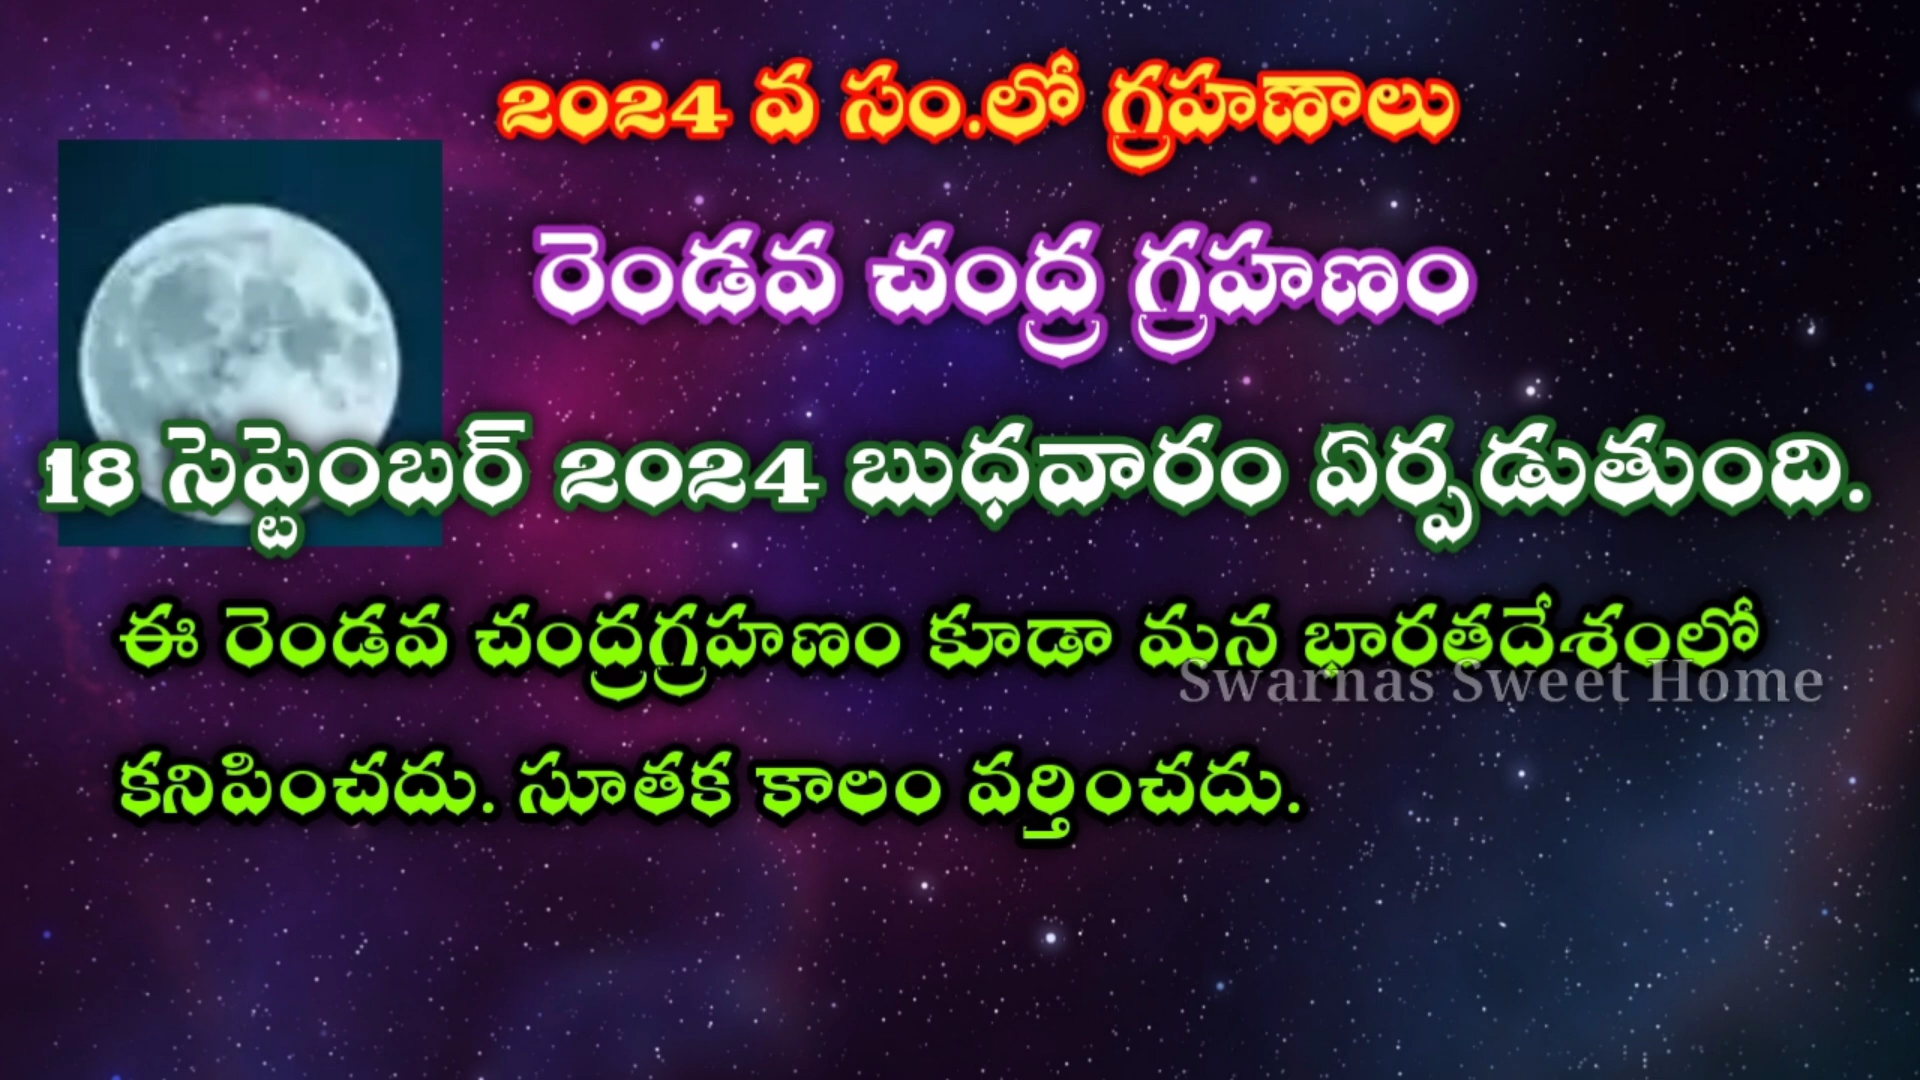 2024 వ సం.లో గ్రహణాలు
రెండవ చంద్ర గ్రహణం
18 సెప్టెంబర్ 2024 బుధవారం ఏర్పడుతుంది.
ఈ రెండవ చంద్రగ్రహణం కూడా మన భారతదేశంలో
Swarnas Sweet Home
కనిపించదు. సూతక కాలం వర్తించదు.